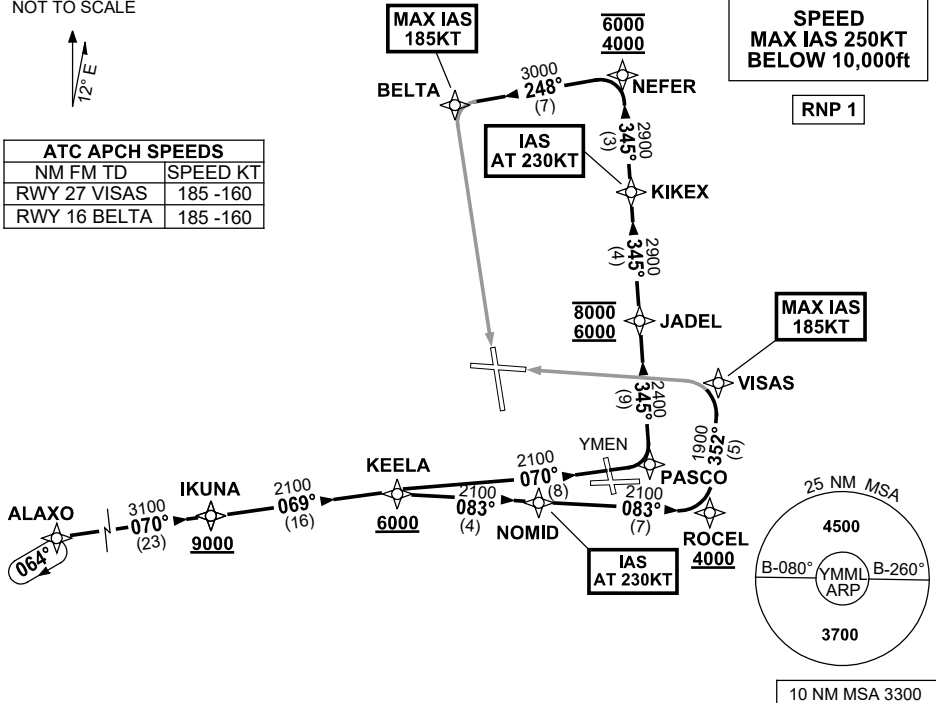 NOT TO SCALE
12° E
MAX IAS
185KT
6000
4000
SPEED
MAX IAS 250KT
BELOW 10,000ft
RNP 1
BELTA
3000
248°
(7)
NEFER
2900
345°
(3)
IAS
AT 230KT
KIKEX
ATC APCH SPEEDS
NM FM TD SPEED KT
RWY 27 VISAS 185 -160
RWY 16 BELTA 185 -160
2900
345°
(4)
8000
6000
JADEL
MAX IAS
185KT
VISAS
2400
345°
(9)
1900
352°
(5)
YMEN
PASCO
KEELA
2100
070°
(8)
6000
2100
083°
(4)
NOMID
2100
083°
(7)
ROCEL
4000
IAS
AT 230KT
IKUNA
9000
2100
069°
(16)
ALAXO
3100
070°
(23)
064°
25 NM MSA
4500
B-080°
YMML
ARP
B-260°
3700
10 NM MSA 3300